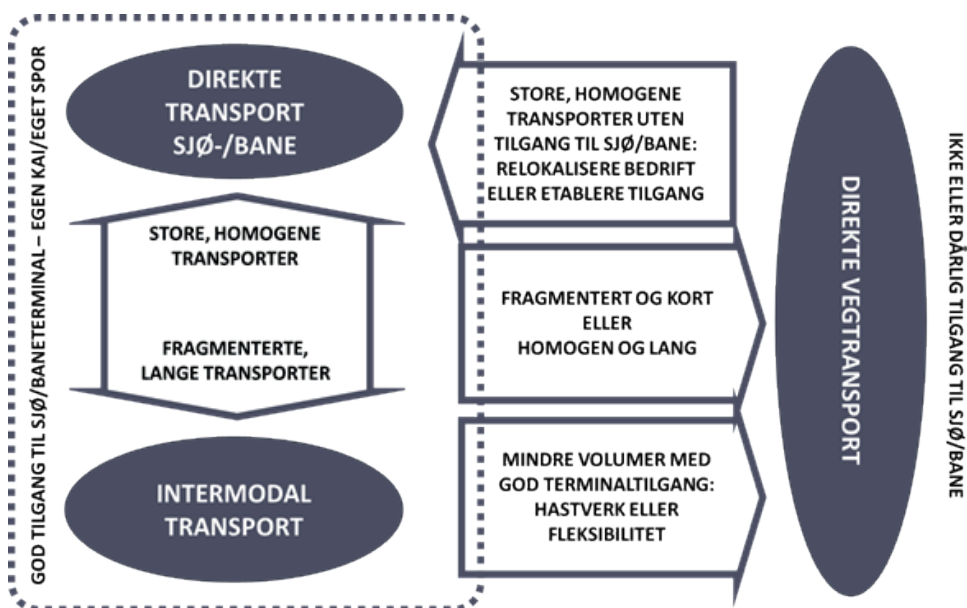 GOD TILGANG TIL SJØ/BANETERMINAL – EGEN KAI/EGET SPOR
DIREKTE
TRANSPORT
SJØ-/BANE
STORE, HOMOGENE
TRANSPORTER
FRAGMENTERTE,
LANGE TRANSPORTER
INTERMODAL
TRANSPORT
STORE, HOMOGENE
TRANSPORTER UTEN
TILGANG TIL SJØ/BANE:
RELOKALISERE BEDRIFT
ELLER ETABLERE TILGANG
FRAGMENTERT OG KORT
ELLER
HOMOGEN OG LANG
MINDRE VOLUMER MED
GOD TERMINALTILGANG:
HASTVERK ELLER
FLEKSIBILITET
DIREKTE VEGTRANSPORT
IKKE ELLER DÅRLIG TILGANG TIL SJØ/BANE